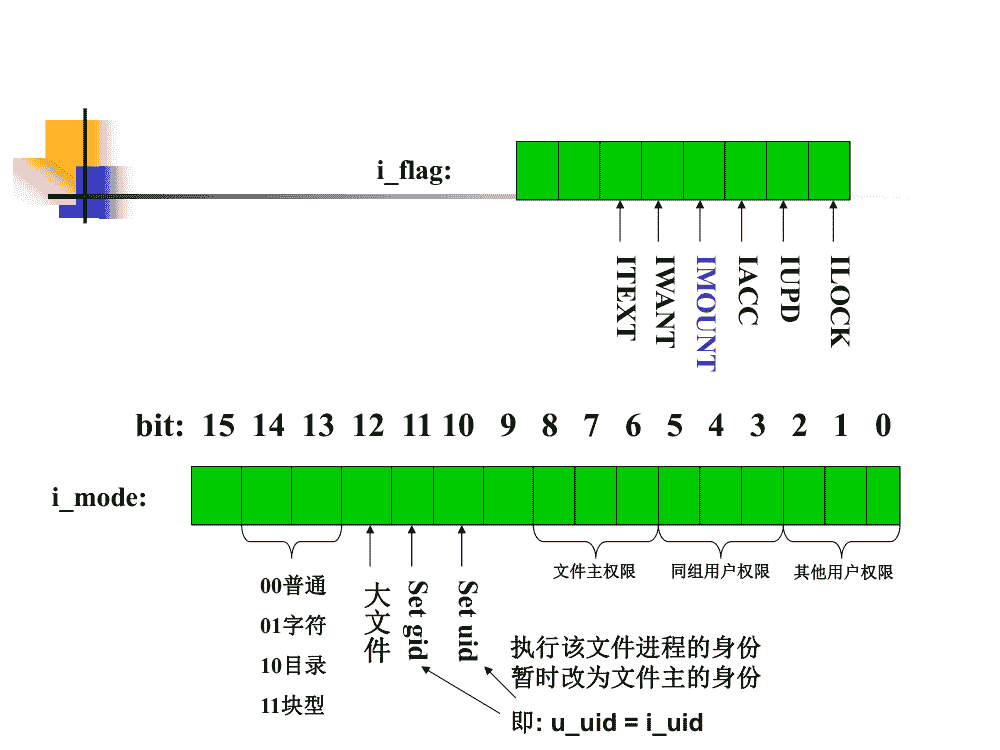 i_flag:
ITEXT
IWANT
IMOUNT
IACC
IUPD
ILOCK
bit: 15 14 13 12 11 10 9 8 7 6 5 4 3 2 1 0
i_mode:
文件主权限 同组用户权限 其他用户权限
00普通
01字符
10目录
11块型
大文件
Set gid
Set uid
执行该文件进程的身份
暂时改为文件主的身份
即: u_uid = i_uid